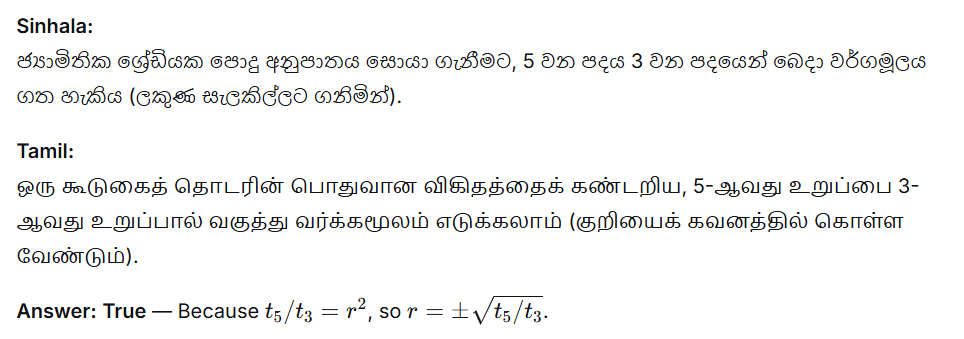 Sinhala:
ජ්‍යාමිතික ශ්‍රේඩියක පොදු අනුපාතය සොයා ගැනීමට, 5 වන පදය 3 වන පදයෙන් බෙදා වර්ගමූලය
ගත හැකිය (ලකුණ සැලකිල්ලට ගනිමින්).
Tamil:
ஒரு கூடுகைத் தொடரின் பொதுவான விகிதத்தைக் கண்டறிய, 5-ஆவது உறுப்பை 3-
ஆவது உறுப்பால் வகுத்து வர்க்கமூலம் எடுக்கலாம் (குறியைக் கவனத்தில் கொள்ள
வேண்டும்).
Answer: True — Because t₅/t₃ = r², so r = ±√(t₅/t₃).